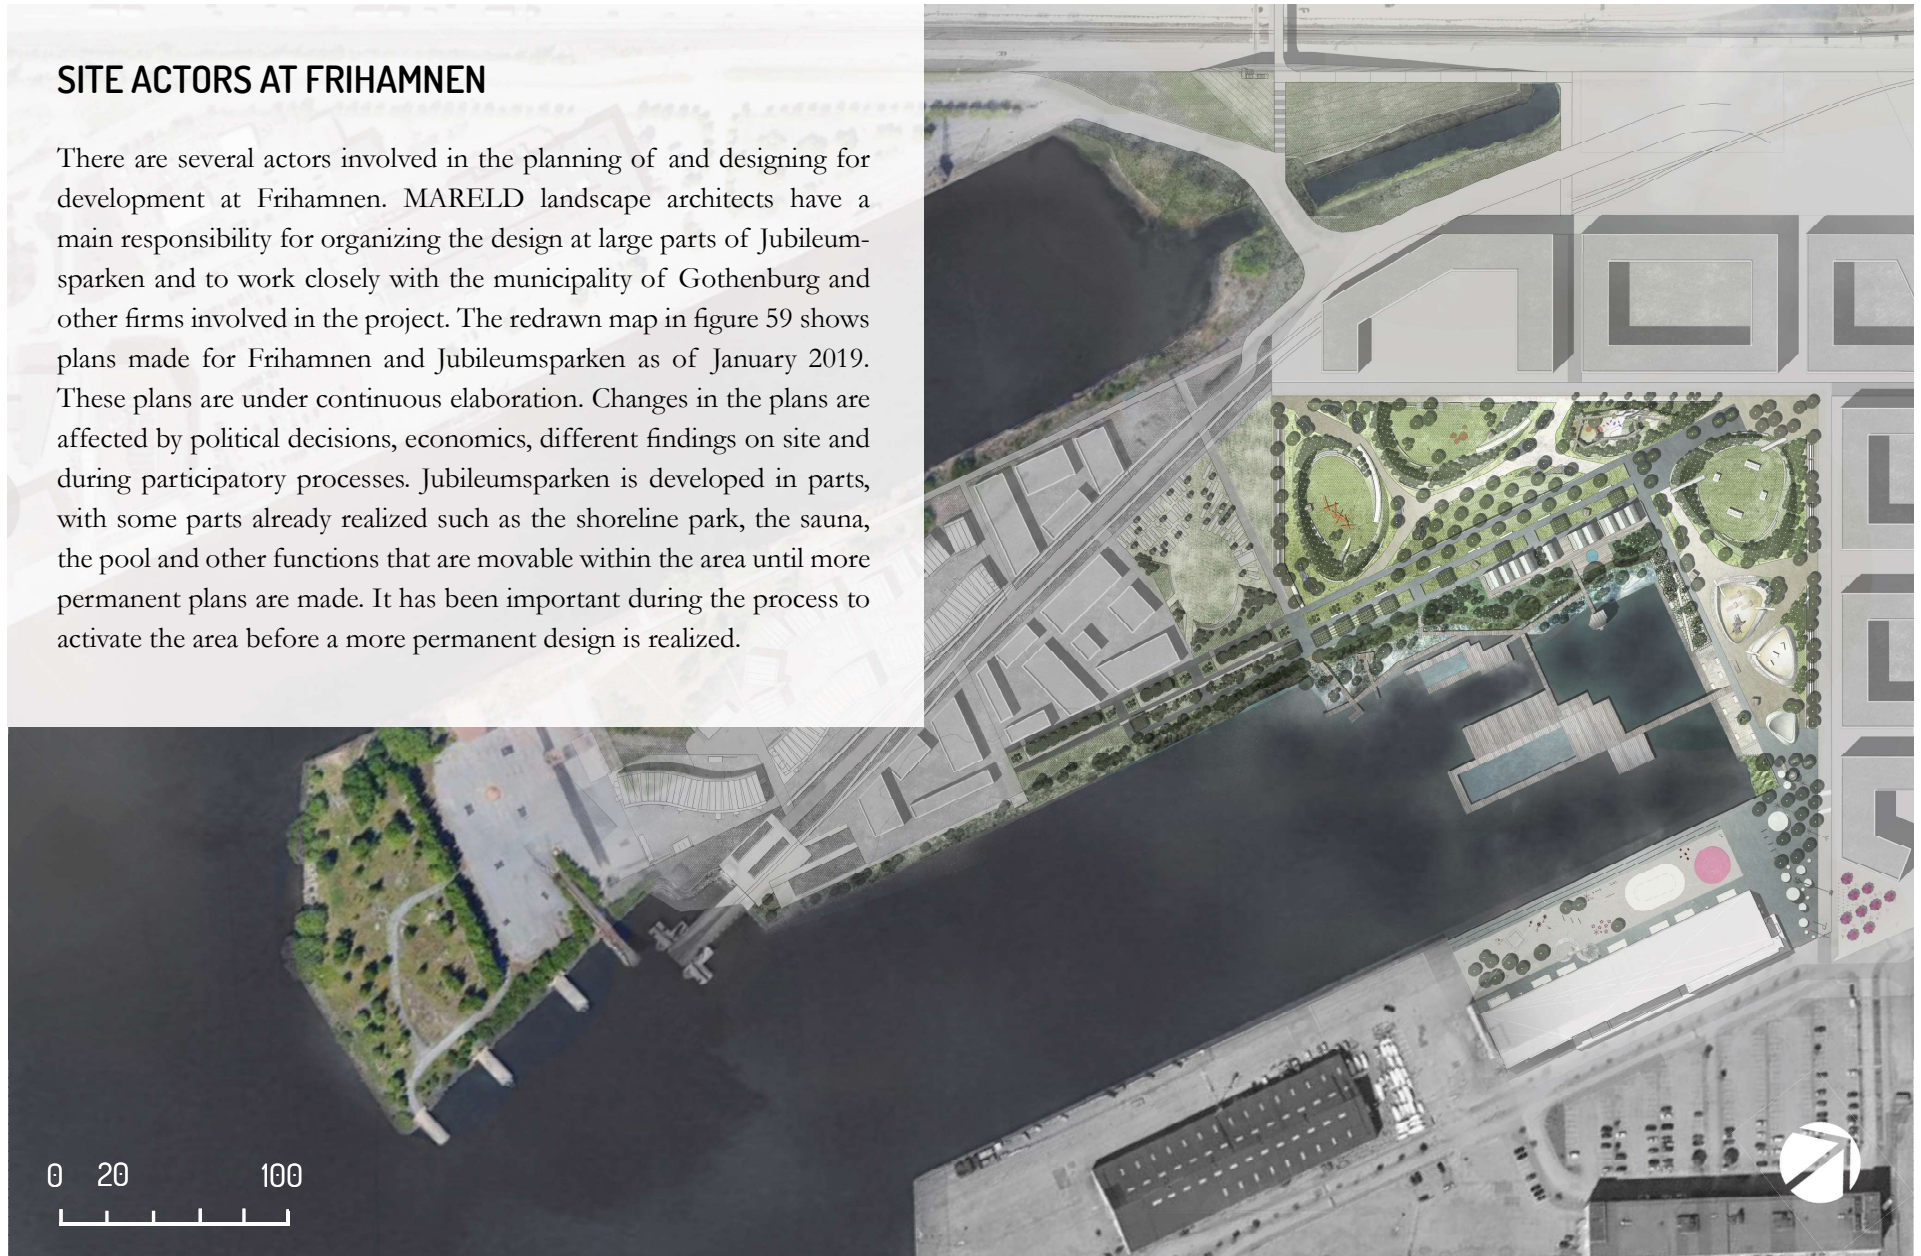 SITE ACTORS AT FRIHAMNEN
There are several actors involved in the planning of and designing for
development at Frihamnen. MARELD landscape architects have a
main responsibility for organizing the design at large parts of Jubileum-
sparken and to work closely with the municipality of Gothenburg and
other firms involved in the project. The redrawn map in figure 59 shows
plans made for Frihamnen and Jubileumsparken as of January 2019.
These plans are under continuous elaboration. Changes in the plans are
affected by political decisions, economics, different findings on site and
during participatory processes. Jubileumsparken is developed in parts,
with some parts already realized such as the shoreline park, the sauna,
the pool and other functions that are movable within the area until more
permanent plans are made. It has been important during the process to
activate the area before a more permanent design is realized.
0 20 100